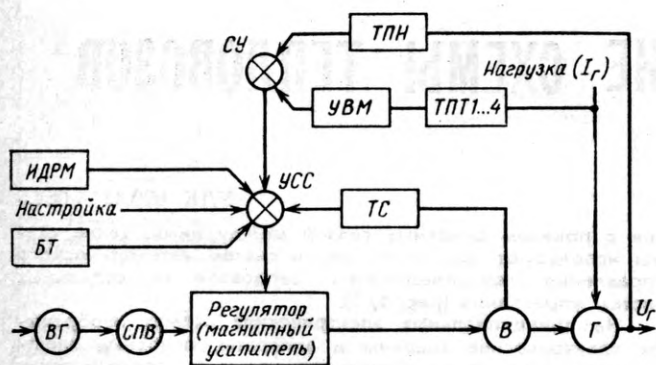 СУ
ТПН
Нагрузка (Iг)
УВМ
ТПТ1...4
ИДРМ
УСС
Настройка
ТС
БТ
Регулятор
(магнитный
усилитель)
ВГ
СПВ
В
Г
Uг